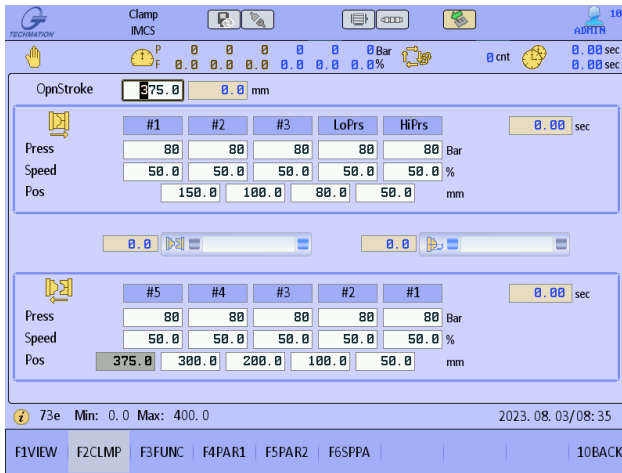 Clamp
IMCS
10
TECHMATION
ADMIN
P 0 0 0 0 0 0 Bar
F 0.0 0.0 0.0 0.0 0.0 0.0%
0 cnt
0.00 sec
0.00 sec
OpnStroke 375.0 0.0 mm
#1 #2 #3 LoPrs HiPrs 0.00 sec
Press 80 80 80 80 80 Bar
Speed 50.0 50.0 50.0 50.0 50.0 %
Pos 150.0 100.0 80.0 50.0 mm
0.0 0.0
#5 #4 #3 #2 #1 0.00 sec
Press 80 80 80 80 80 Bar
Speed 50.0 50.0 50.0 50.0 50.0 %
Pos 375.0 300.0 200.0 100.0 50.0 mm
i 73e Min: 0.0 Max: 400.0 2023.08.03/08:35
F1VIEW F2CLMP F3FUNC F4PAR1 F5PAR2 F6SPPA 10BACK